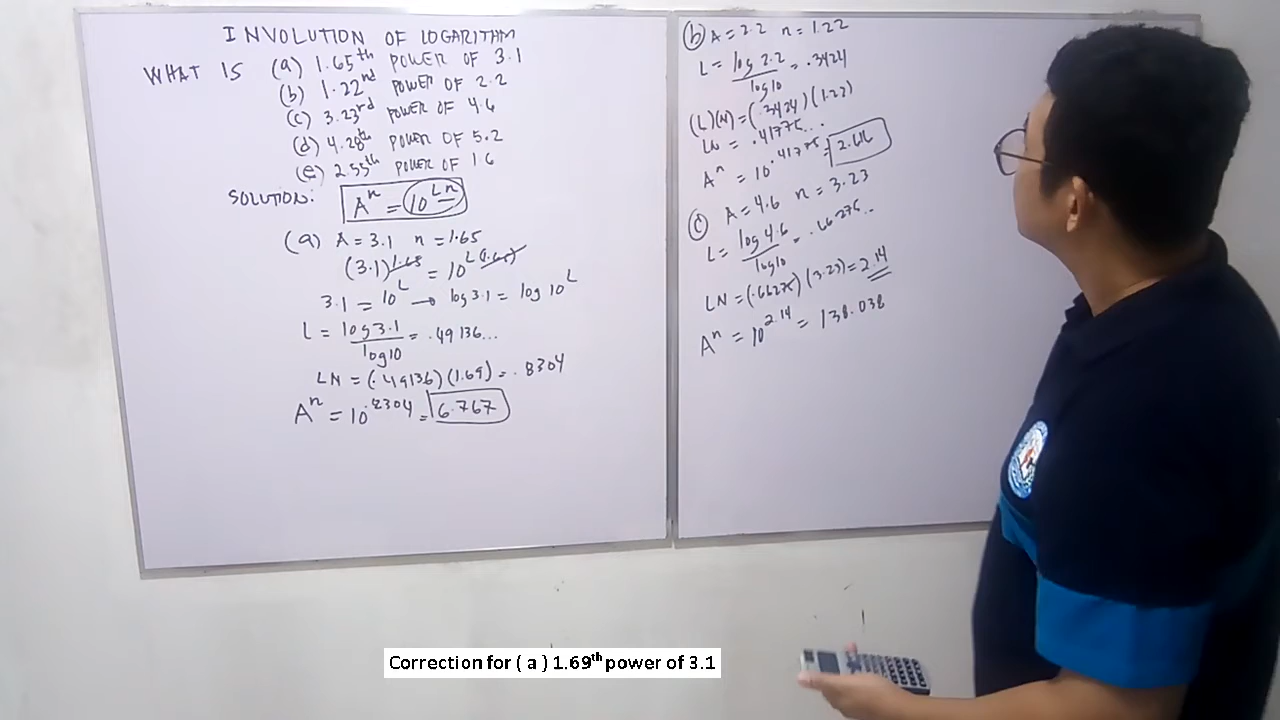 INVOLUTION OF LOGARITHM
WHAT IS (a) 1.65th POWER OF 3.1
(b) 1.22nd POWER OF 2.2
(c) 3.23rd POWER OF 4.6
(d) 4.28th POWER OF 5.2
(e) 2.55th POWER OF 1.6
SOLUTION: A^n = 10^Ln
(a) A = 3.1 n = 1.65
(3.1)^1.65 = 10^L(1.65)
3.1 = 10^L → log 3.1 = log 10^L
L = log 3.1 / log 10 = .49136...
LN = (.49136)(1.69) = .8304
A^n = 10^.8304 = 6.767
(b) A = 2.2 n = 1.22
L = log 2.2 / log 10 = .3424
(L)(N) = (.3424)(1.22)
LN = .41775...
A^n = 10^.41775 = 2.616
(c) A = 4.6 n = 3.23
L = log 4.6 / log 10 = .66275..
LN = (.66275)(3.23) = 2.14
A^n = 10^2.14 = 138.038
Correction for ( a ) 1.69th power of 3.1